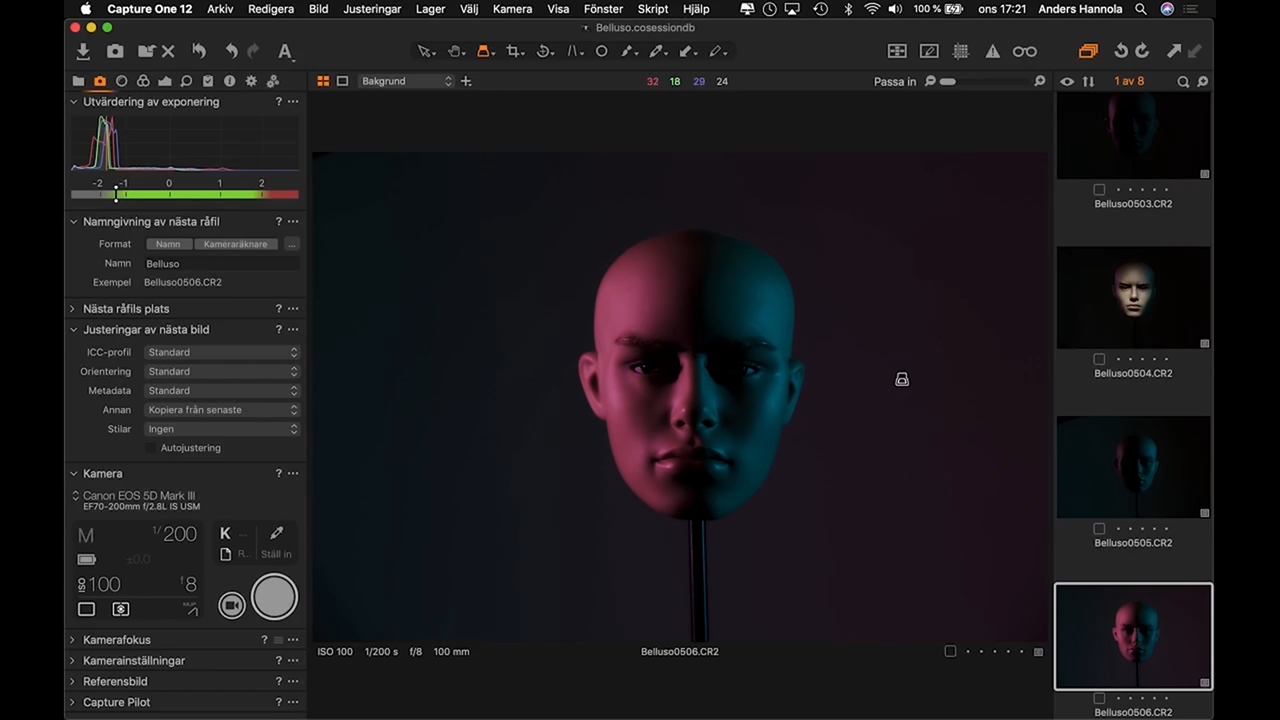 Capture One 12 Arkiv Redigera Bild Justeringar Lager Välj Kamera Visa Fönster Skript Hjälp 100 % ons 17:21 Anders Hannola
Belluso.cosessiondb
Bakgrund 32 18 29 24 Passa in 1 av 8
Utvärdering av exponering ? ...
-2 -1 0 1 2
Namngivning av nästa råfil ? ...
Format Namn Kameraräknare ...
Namn Belluso
Exempel Belluso0506.CR2
Nästa råfils plats ? ...
Justeringar av nästa bild ? ...
ICC-profil Standard
Orientering Standard
Metadata Standard
Annan Kopiera från senaste
Stilar Ingen
Autojustering
Kamera ? ...
Canon EOS 5D Mark III
EF70-200mm f/2.8L IS USM
M 1/200 K --
±0.0 R... Ställ in
ISO 100 f8
Kamerafokus ? ...
Kamerainställningar ? ...
Referensbild ? ...
Capture Pilot ? ...
ISO 100 1/200 s f/8 100 mm Belluso0506.CR2
Belluso0503.CR2
Belluso0504.CR2
Belluso0505.CR2
Belluso0506.CR2